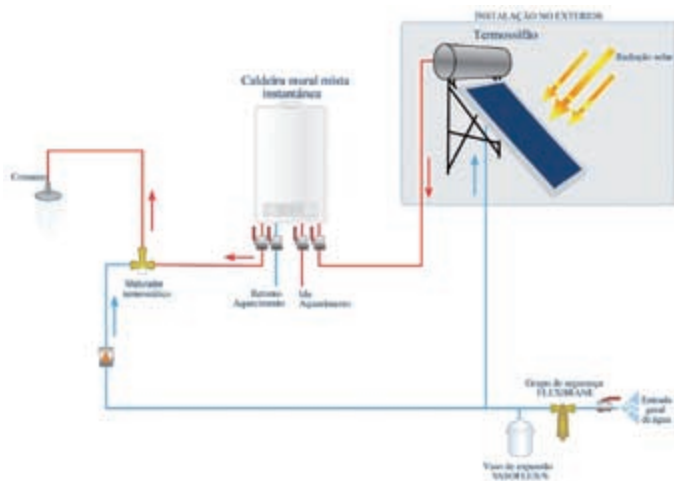 INSTALAÇÃO NO EXTERIOR
Termossifão
Radiação solar
Caldeira mural mista
instantânea
Consumo
Misturador
termostático
Retorno
Aquecimento
Ida
Aquecimento
Grupo de segurança
FLEXBRANE
Entrada
geral
de água
Vaso de expansão
VASOFLEX/S